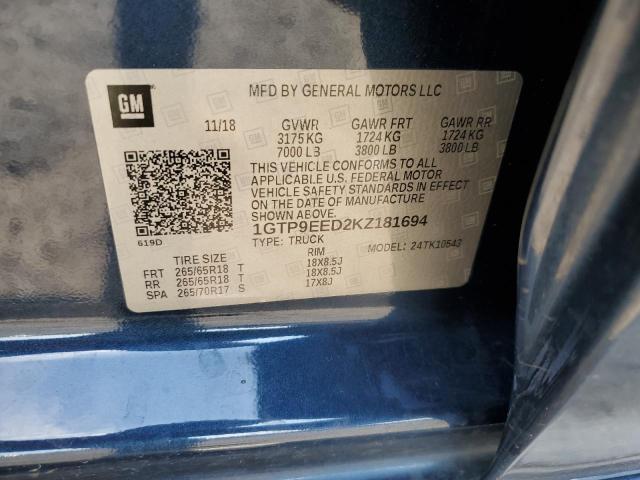 GM
MFD BY GENERAL MOTORS LLC
11/18 GVWR GAWR FRT GAWR RR
3175 KG 1724 KG 1724 KG
7000 LB 3800 LB 3800 LB
THIS VEHICLE CONFORMS TO ALL
APPLICABLE U.S. FEDERAL MOTOR
VEHICLE SAFETY STANDARDS IN EFFECT
ON THE DATE OF MANUFACTURE
SHOWN ABOVE.
619D
1GTP9EED2KZ181694
TYPE: TRUCK MODEL: 24TK10543
TIRE SIZE RIM
FRT 265/65R18 T 18X8.5J
RR 265/65R18 T 18X8.5J
SPA 265/70R17 S 17X8J